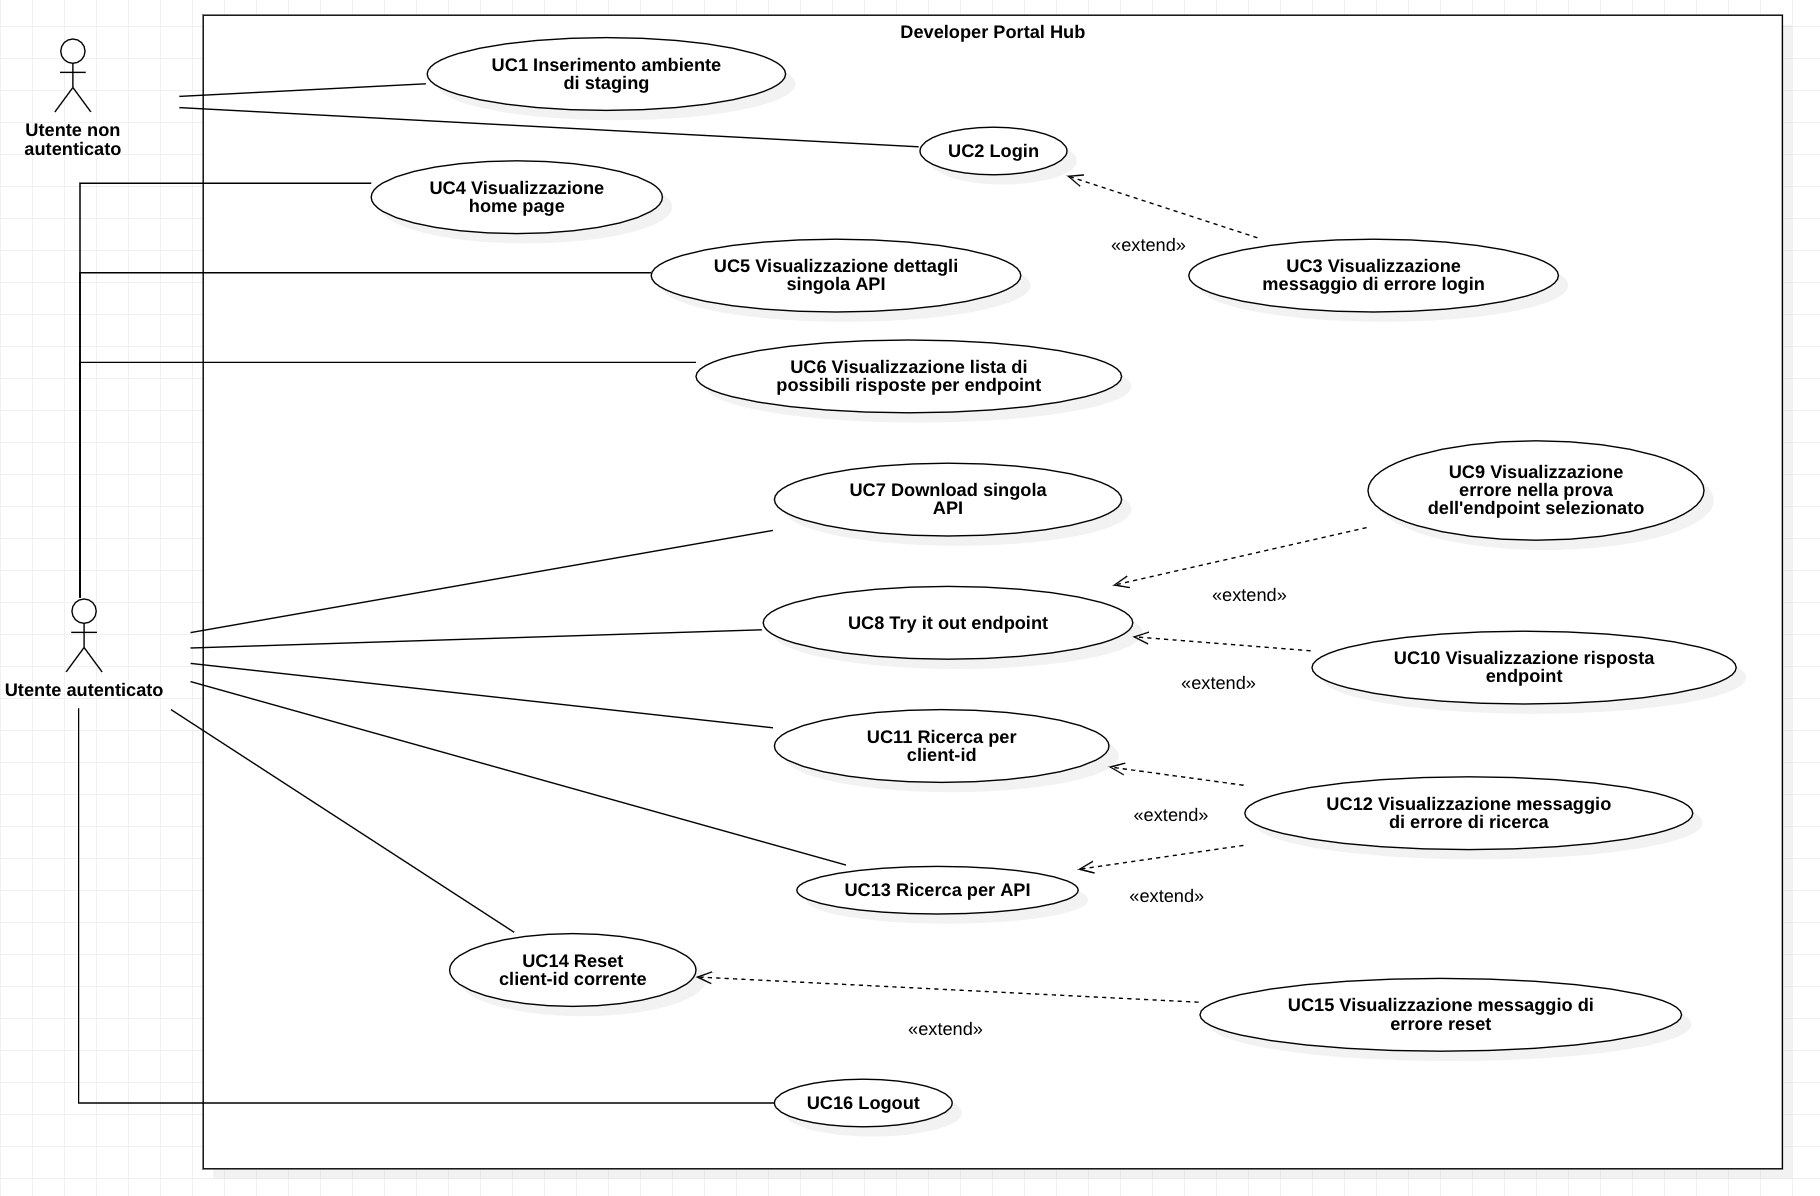 Developer Portal Hub
UC1 Inserimento ambiente
di staging
Utente non
autenticato
UC2 Login
UC4 Visualizzazione
home page
«extend»
UC5 Visualizzazione dettagli
singola API
UC3 Visualizzazione
messaggio di errore login
UC6 Visualizzazione lista di
possibili risposte per endpoint
UC7 Download singola
API
UC9 Visualizzazione
errore nella prova
dell'endpoint selezionato
«extend»
UC8 Try it out endpoint
UC10 Visualizzazione risposta
endpoint
«extend»
Utente autenticato
UC11 Ricerca per
client-id
UC12 Visualizzazione messaggio
di errore di ricerca
«extend»
UC13 Ricerca per API
«extend»
UC14 Reset
client-id corrente
UC15 Visualizzazione messaggio di
errore reset
«extend»
UC16 Logout